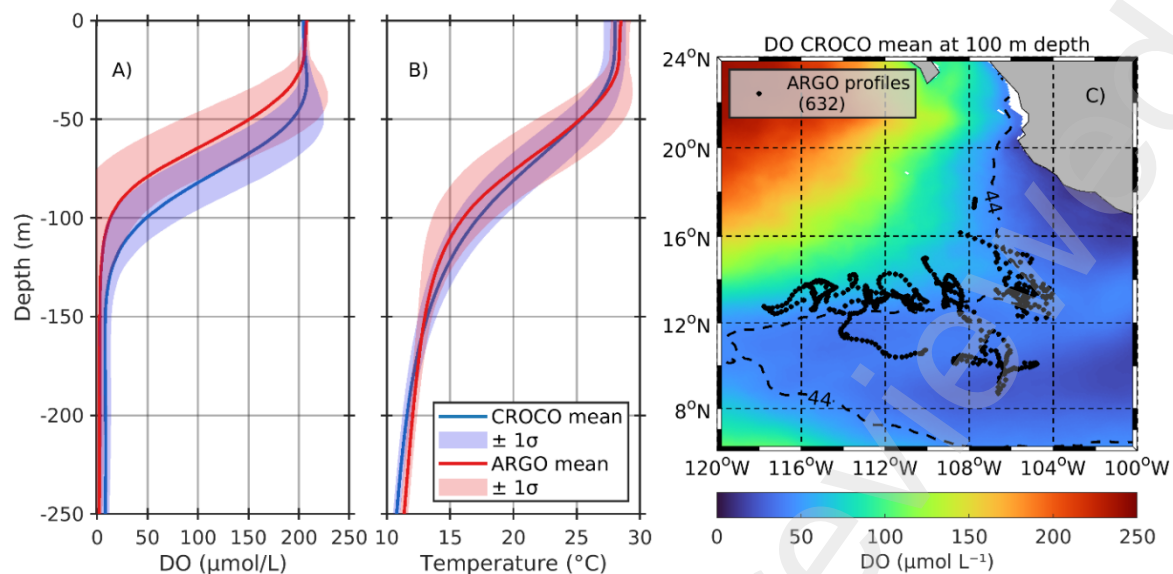 DO CROCO mean at 100 m depth
A)
B)
C)
ARGO profiles
(632)
0
-50
-100
-150
-200
-250
Depth (m)
0 50 100 150 200 250
DO (µmol/L)
10 15 20 25 30
Temperature (°C)
CROCO mean
± 1σ
ARGO mean
± 1σ
24°N
20°N
16°N
12°N
8°N
44
44
120°W 116°W 112°W 108°W 104°W 100°W
0 50 100 150 200 250
DO (µmol L⁻¹)